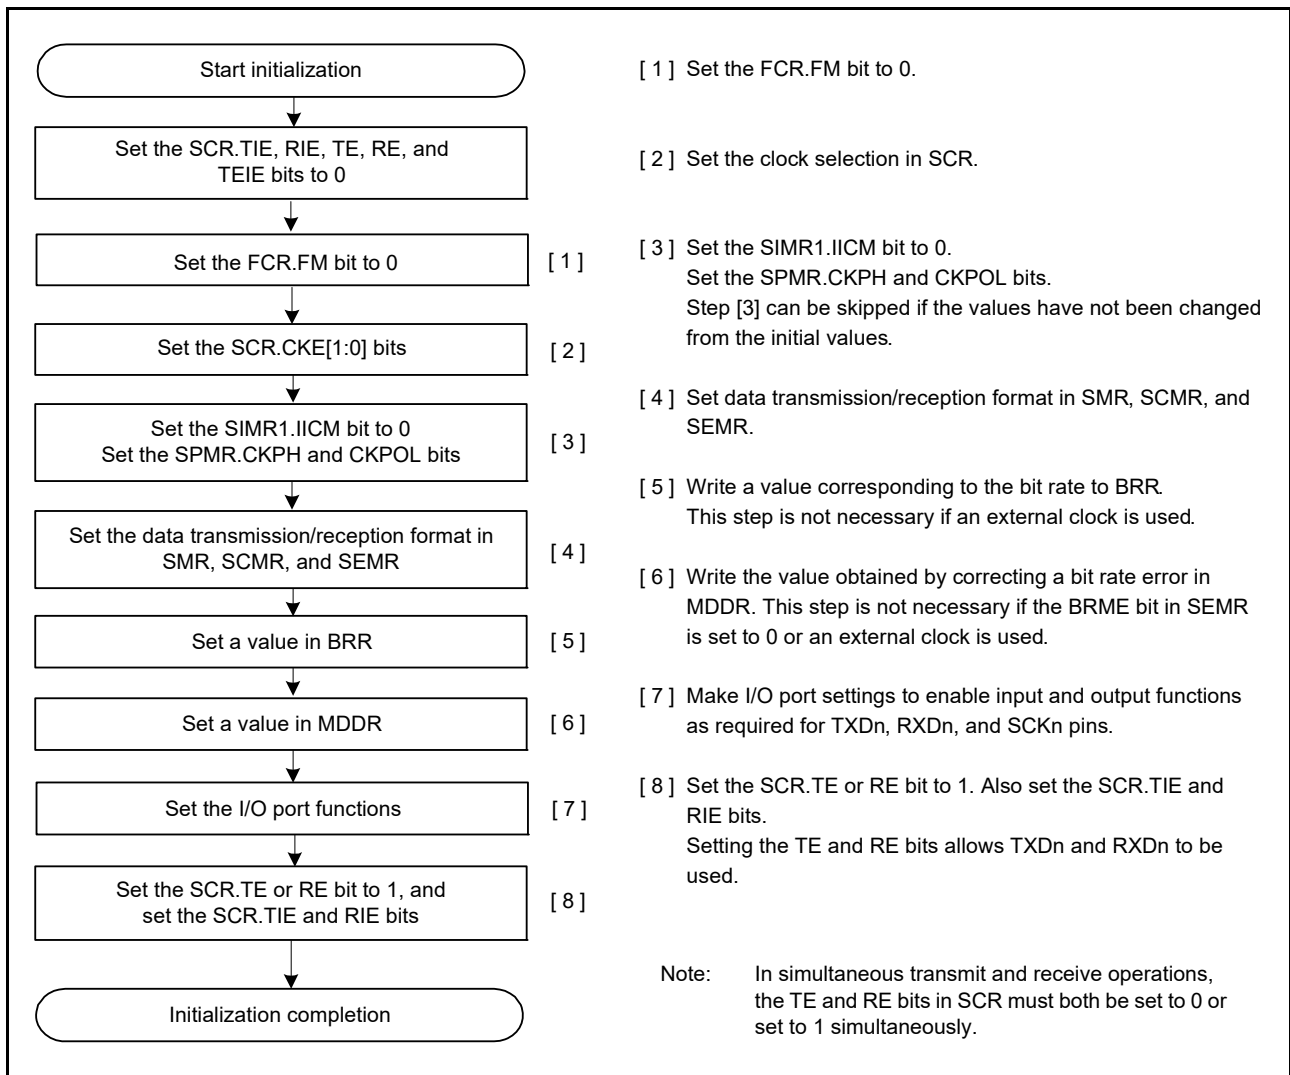 Start initialization
Set the SCR.TIE, RIE, TE, RE, and
TEIE bits to 0
Set the FCR.FM bit to 0
[ 1 ]
Set the SCR.CKE[1:0] bits
[ 2 ]
Set the SIMR1.IICM bit to 0
Set the SPMR.CKPH and CKPOL bits
[ 3 ]
Set the data transmission/reception format in
SMR, SCMR, and SEMR
[ 4 ]
Set a value in BRR
[ 5 ]
Set a value in MDDR
[ 6 ]
Set the I/O port functions
[ 7 ]
Set the SCR.TE or RE bit to 1, and
set the SCR.TIE and RIE bits
[ 8 ]
Initialization completion
[ 1 ] Set the FCR.FM bit to 0.
[ 2 ] Set the clock selection in SCR.
[ 3 ] Set the SIMR1.IICM bit to 0.
Set the SPMR.CKPH and CKPOL bits.
Step [3] can be skipped if the values have not been changed
from the initial values.
[ 4 ] Set data transmission/reception format in SMR, SCMR, and
SEMR.
[ 5 ] Write a value corresponding to the bit rate to BRR.
This step is not necessary if an external clock is used.
[ 6 ] Write the value obtained by correcting a bit rate error in
MDDR. This step is not necessary if the BRME bit in SEMR
is set to 0 or an external clock is used.
[ 7 ] Make I/O port settings to enable input and output functions
as required for TXDn, RXDn, and SCKn pins.
[ 8 ] Set the SCR.TE or RE bit to 1. Also set the SCR.TIE and
RIE bits.
Setting the TE and RE bits allows TXDn and RXDn to be
used.
Note: In simultaneous transmit and receive operations,
the TE and RE bits in SCR must both be set to 0 or
set to 1 simultaneously.